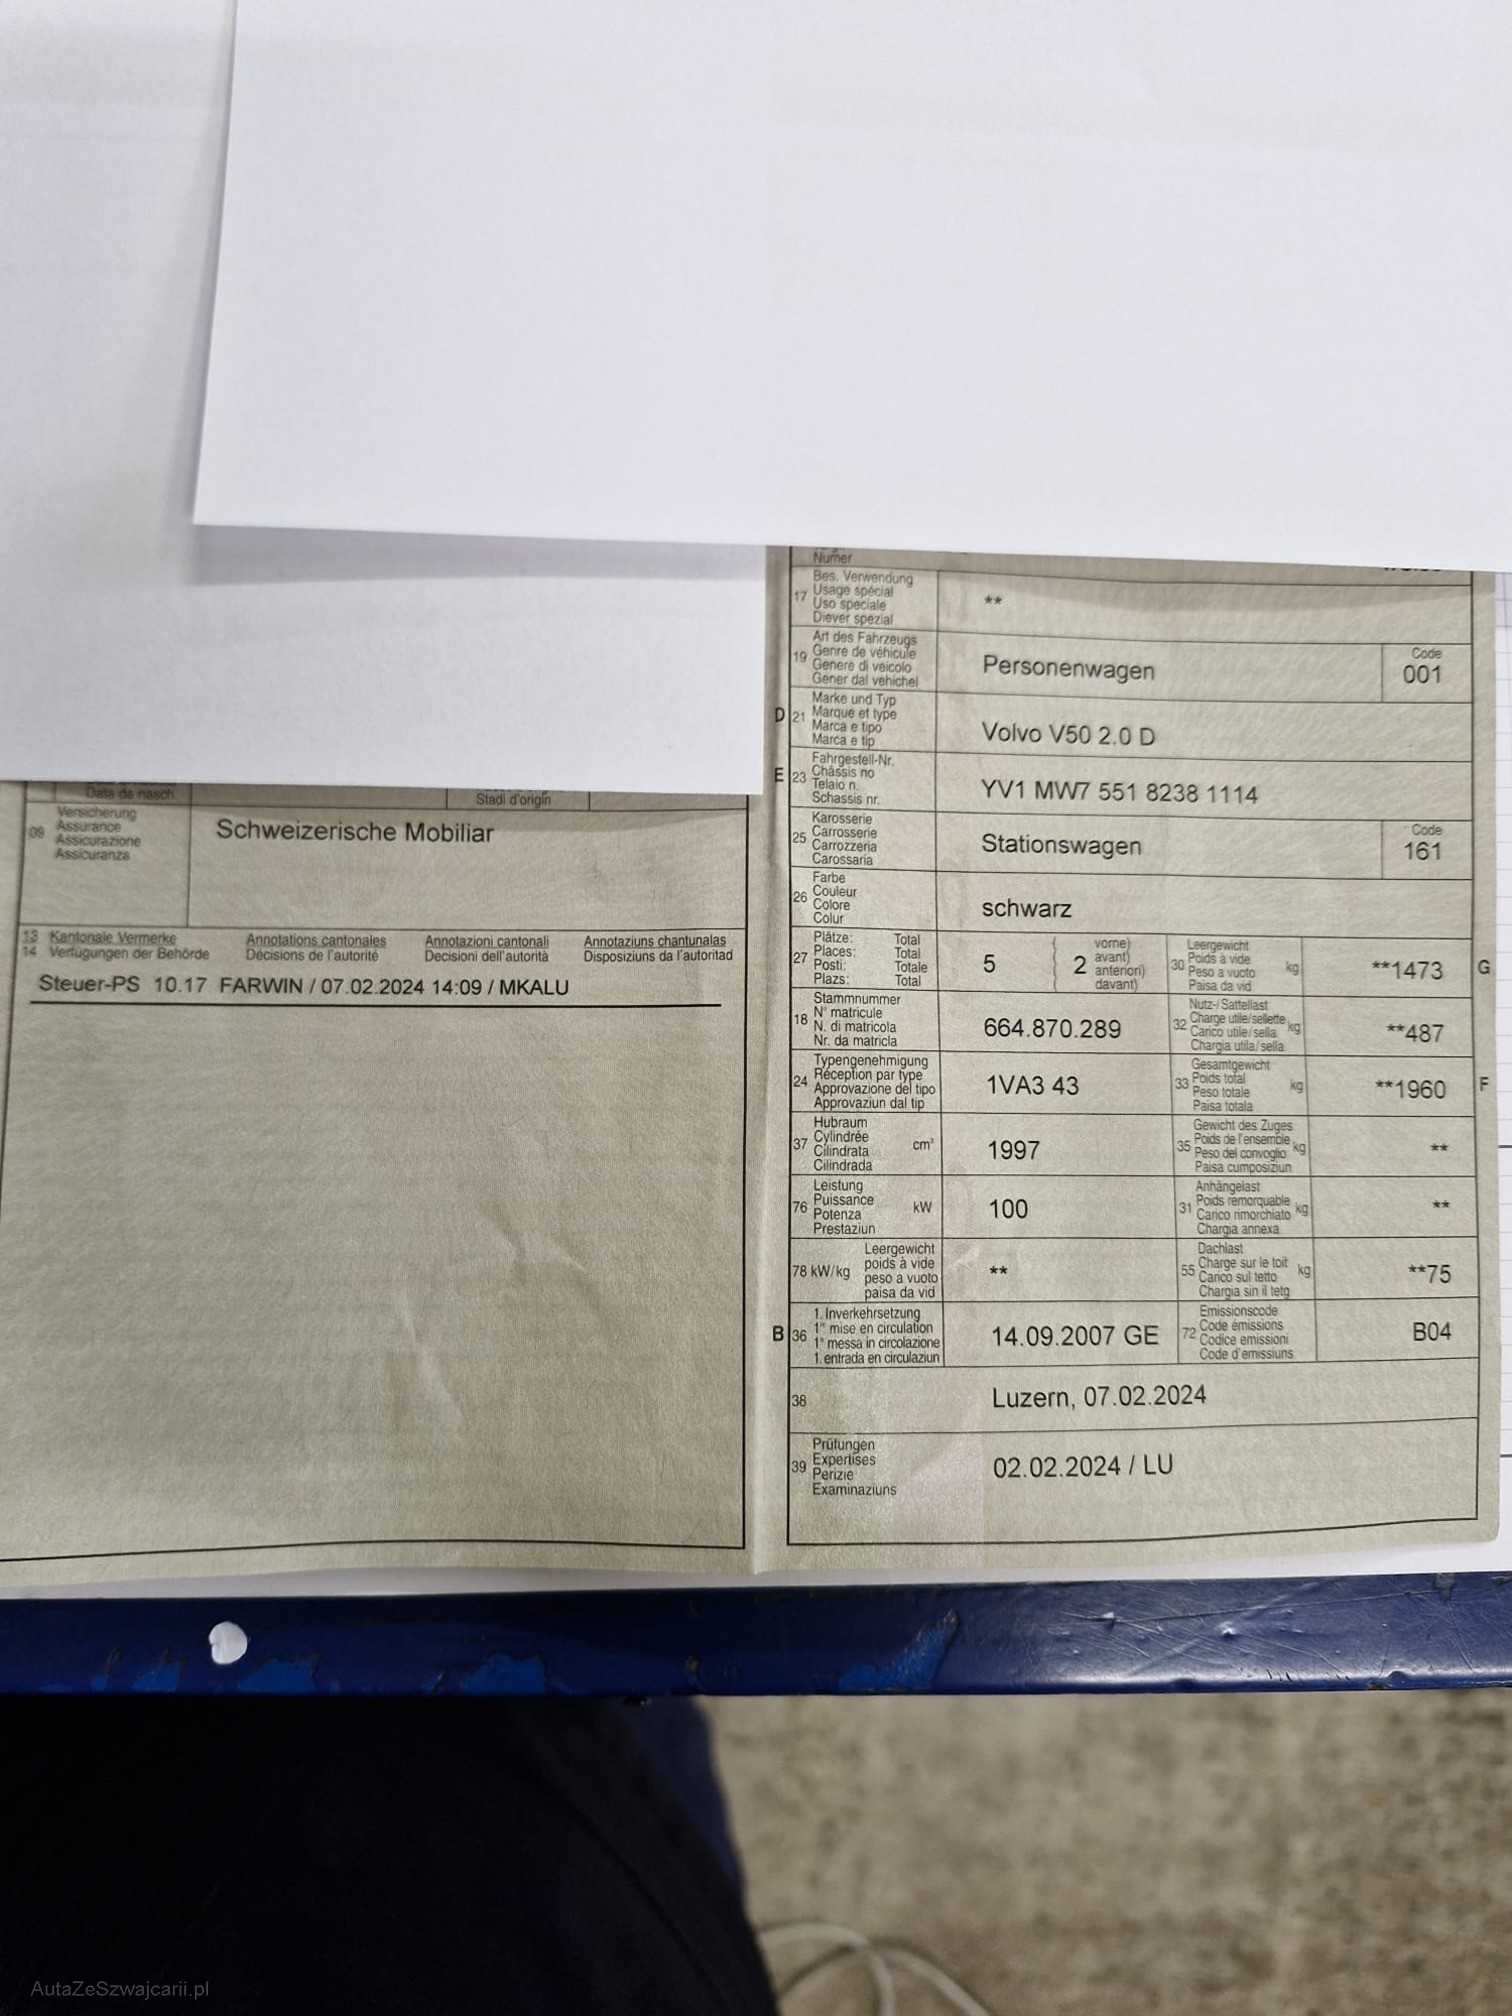 Data da nasch.
Stadi d'origin
09
Versicherung
Assurance
Assicurazione
Assicuranza
Schweizerische Mobiliar
13 Kantonale Vermerke Annotations cantonales Annotazioni cantonali Annotaziuns chantunalas
14 Verfügungen der Behörde Décisions de l'autorité Decisioni dell'autorità Disposiziuns da l'autoritad
Steuer-PS 10.17 FARWIN / 07.02.2024 14:09 / MKALU
Numer
17
Bes. Verwendung
Usage spécial
Uso speciale
Diever spezial
**
19
Art des Fahrzeugs
Genre de véhicule
Genere di veicolo
Gener dal vehichel
Personenwagen
Code
001
D 21
Marke und Typ
Marque et type
Marca e tipo
Marca e tip
Volvo V50 2.0 D
E 23
Fahrgestell-Nr.
Châssis no
Telaio n.
Schassis nr.
YV1 MW7 551 8238 1114
25
Karosserie
Carrosserie
Carrozzeria
Carossaria
Stationswagen
Code
161
26
Farbe
Couleur
Colore
Colur
schwarz
27
Plätze: Total
Places: Total
Posti: Totale
Plazs: Total
5
2
vorne)
avant)
anteriori)
davant)
30
Leergewicht
Poids à vide
Peso a vuoto
Paisa da vid
kg
**1473
G
18
Stammnummer
N° matricule
N. di matricola
Nr. da matricla
664.870.289
32
Nutz-/Sattellast
Charge utile/sellette
Carico utile/sella
Chargia utila/sella
kg
**487
24
Typengenehmigung
Réception par type
Approvazione del tipo
Approvaziun dal tip
1VA3 43
33
Gesamtgewicht
Poids total
Peso totale
Paisa totala
kg
**1960
F
37
Hubraum
Cylindrée
Cilindrata
Cilindrada
cm³
1997
35
Gewicht des Zuges
Poids de l'ensemble
Peso del convoglio
Paisa cumposiziun
kg
**
76
Leistung
Puissance
Potenza
Prestaziun
kW
100
31
Anhängelast
Poids remorquable
Carico rimorchiato
Chargia annexa
kg
**
78 kW/kg
Leergewicht
poids à vide
peso a vuoto
paisa da vid
**
55
Dachlast
Charge sur le toit
Carico sul tetto
Chargia sin il tetg
kg
**75
B 36
1. Inverkehrsetzung
1re mise en circulation
1a messa in circolazione
1. entrada en circulaziun
14.09.2007 GE
72
Emissionscode
Code émissions
Codice emissioni
Code d'emissiuns
B04
38
Luzern, 07.02.2024
39
Prüfungen
Expertises
Perizie
Examinaziuns
02.02.2024 / LU
AutaZeSzwajcarii.pl